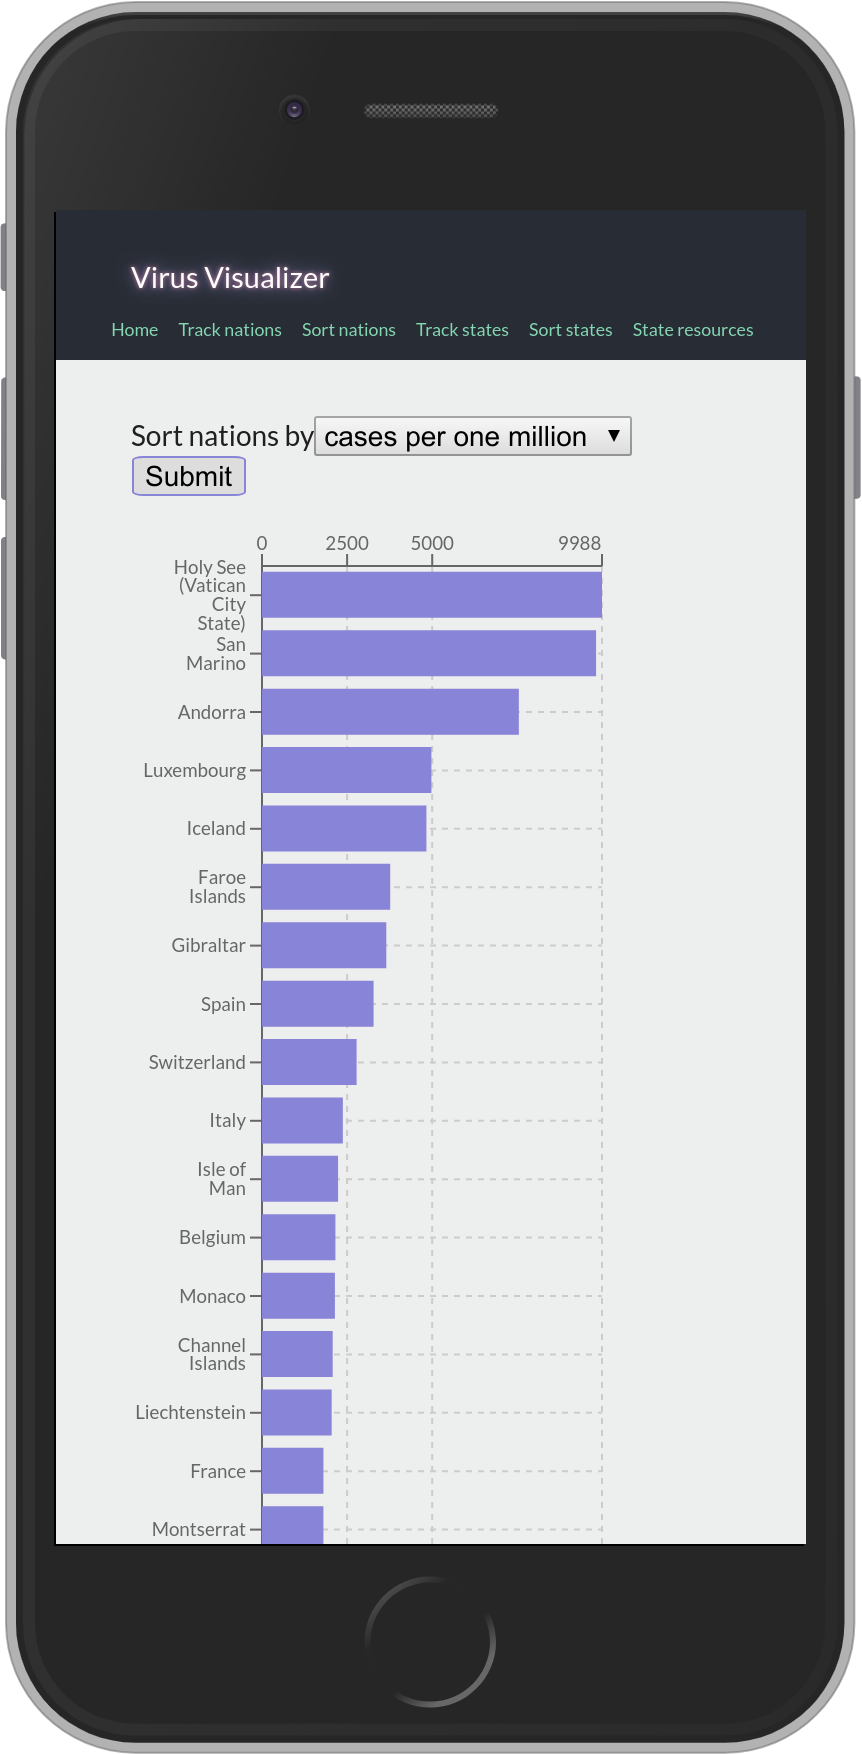 Virus Visualizer
Home Track nations Sort nations Track states Sort states State resources
Sort nations by cases per one million
Submit
0 2500 5000 9988
Holy See
(Vatican
City
State)
San
Marino
Andorra
Luxembourg
Iceland
Faroe
Islands
Gibraltar
Spain
Switzerland
Italy
Isle of
Man
Belgium
Monaco
Channel
Islands
Liechtenstein
France
Montserrat